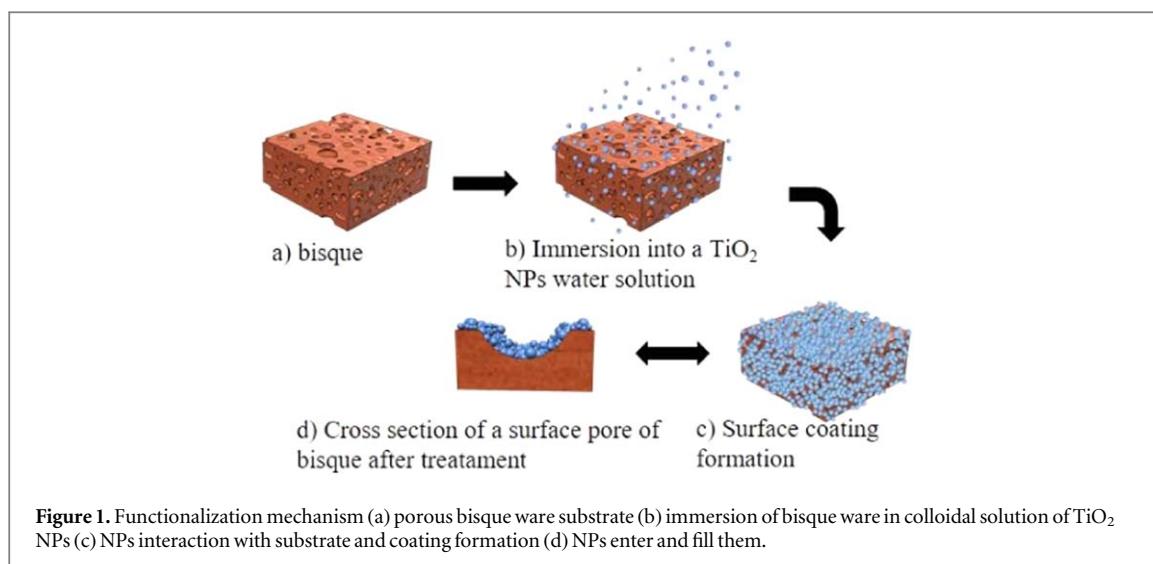 a) bisque
b) Immersion into a TiO₂
NPs water solution
d) Cross section of a surface pore of
bisque after treatament
c) Surface coating
formation
Figure 1. Functionalization mechanism (a) porous bisque ware substrate (b) immersion of bisque ware in colloidal solution of TiO₂
NPs (c) NPs interaction with substrate and coating formation (d) NPs enter and fill them.